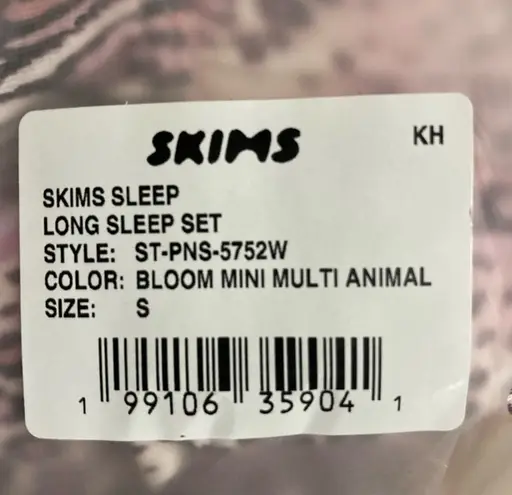 SKIMS
KH
SKIMS SLEEP
LONG SLEEP SET
STYLE: ST-PNS-5752W
COLOR: BLOOM MINI MULTI ANIMAL
SIZE: S
1 99106 35904 1